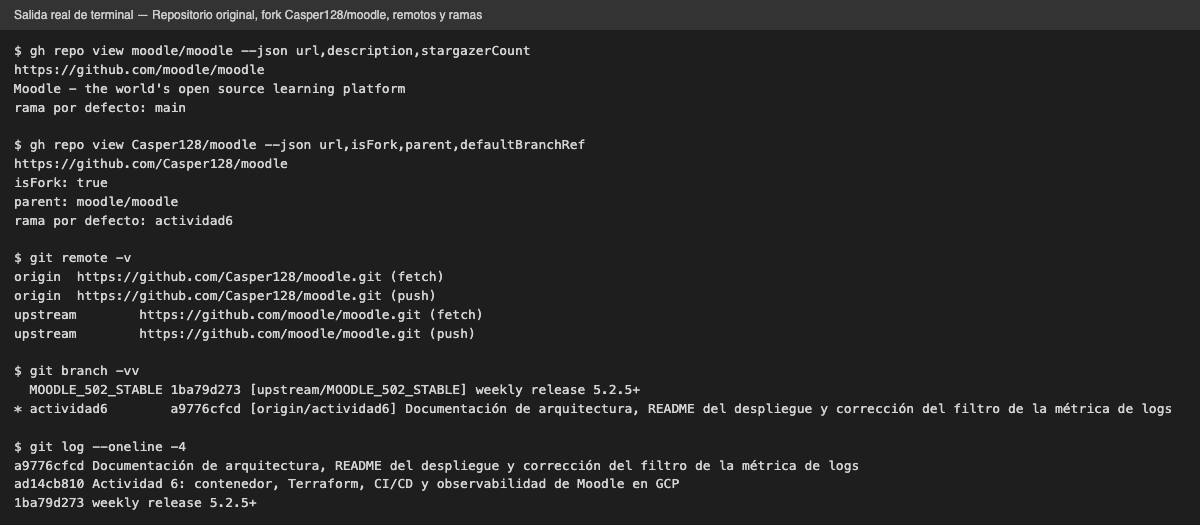 Salida real de terminal — Repositorio original, fork Casper128/moodle, remotos y ramas
$ gh repo view moodle/moodle --json url,description,stargazerCount
https://github.com/moodle/moodle
Moodle - the world's open source learning platform
rama por defecto: main
$ gh repo view Casper128/moodle --json url,isFork,parent,defaultBranchRef
https://github.com/Casper128/moodle
isFork: true
parent: moodle/moodle
rama por defecto: actividad6
$ git remote -v
origin  https://github.com/Casper128/moodle.git (fetch)
origin  https://github.com/Casper128/moodle.git (push)
upstream        https://github.com/moodle/moodle.git (fetch)
upstream        https://github.com/moodle/moodle.git (push)
$ git branch -vv
  MOODLE_502_STABLE 1ba79d273 [upstream/MOODLE_502_STABLE] weekly release 5.2.5+
* actividad6        a9776cfcd [origin/actividad6] Documentación de arquitectura, README del despliegue y corrección del filtro de la métrica de logs
$ git log --oneline -4
a9776cfcd Documentación de arquitectura, README del despliegue y corrección del filtro de la métrica de logs
ad14cb810 Actividad 6: contenedor, Terraform, CI/CD y observabilidad de Moodle en GCP
1ba79d273 weekly release 5.2.5+